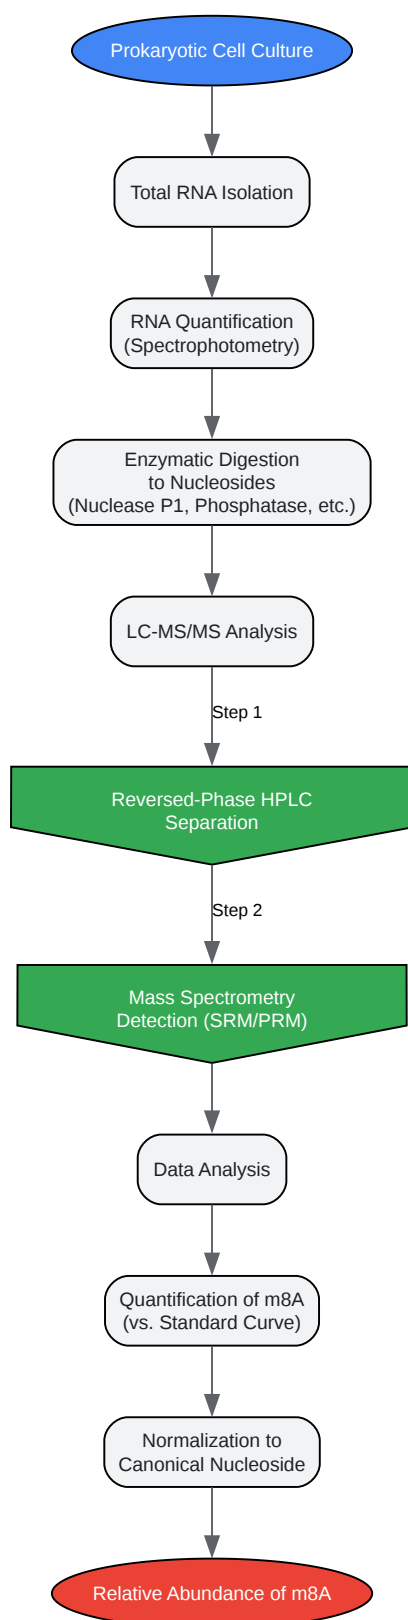 Prokaryotic Cell Culture
Total RNA Isolation
RNA Quantification
(Spectrophotometry)
Enzymatic Digestion
to Nucleosides
(Nuclease P1, Phosphatase, etc.)
LC-MS/MS Analysis
Step 1
Reversed-Phase HPLC
Separation
Step 2
Mass Spectrometry
Detection (SRM/PRM)
Data Analysis
Quantification of m8A
(vs. Standard Curve)
Normalization to
Canonical Nucleoside
Relative Abundance of m8A